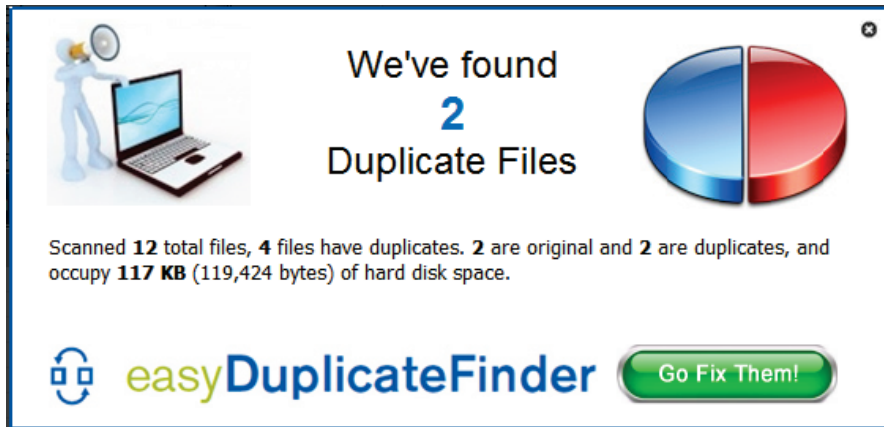 We've found
2
Duplicate Files
Scanned 12 total files, 4 files have duplicates. 2 are original and 2 are duplicates, and
occupy 117 KB (119,424 bytes) of hard disk space.
easyDuplicateFinder
Go Fix Them!